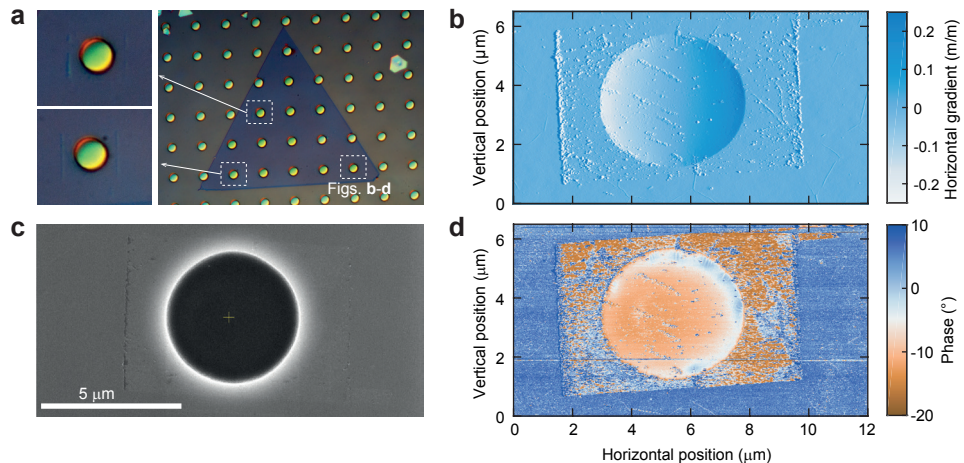 a
Figs. b-d
b
Vertical position (μm)
6
4
2
0
Horizontal gradient (m/m)
0.2
0.1
0
-0.1
-0.2
c
5 μm
d
Vertical position (μm)
6
4
2
0
0 2 4 6 8 10 12
Horizontal position (μm)
Phase (°)
10
0
-10
-20